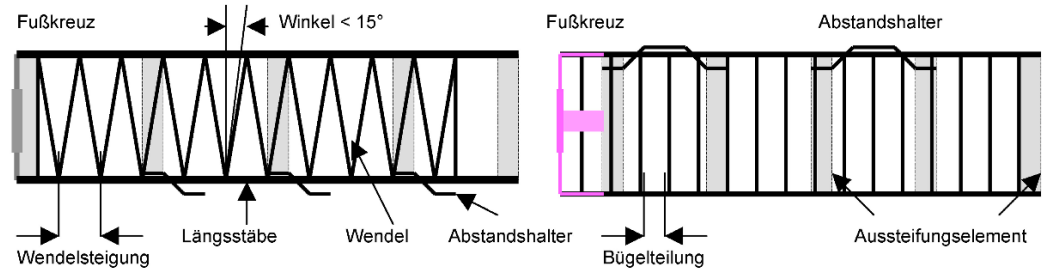 Fußkreuz
Winkel < 15°
Fußkreuz
Abstandshalter
Wendelsteigung
Längsstäbe
Wendel
Abstandshalter
Bügelteilung
Aussteifungselement